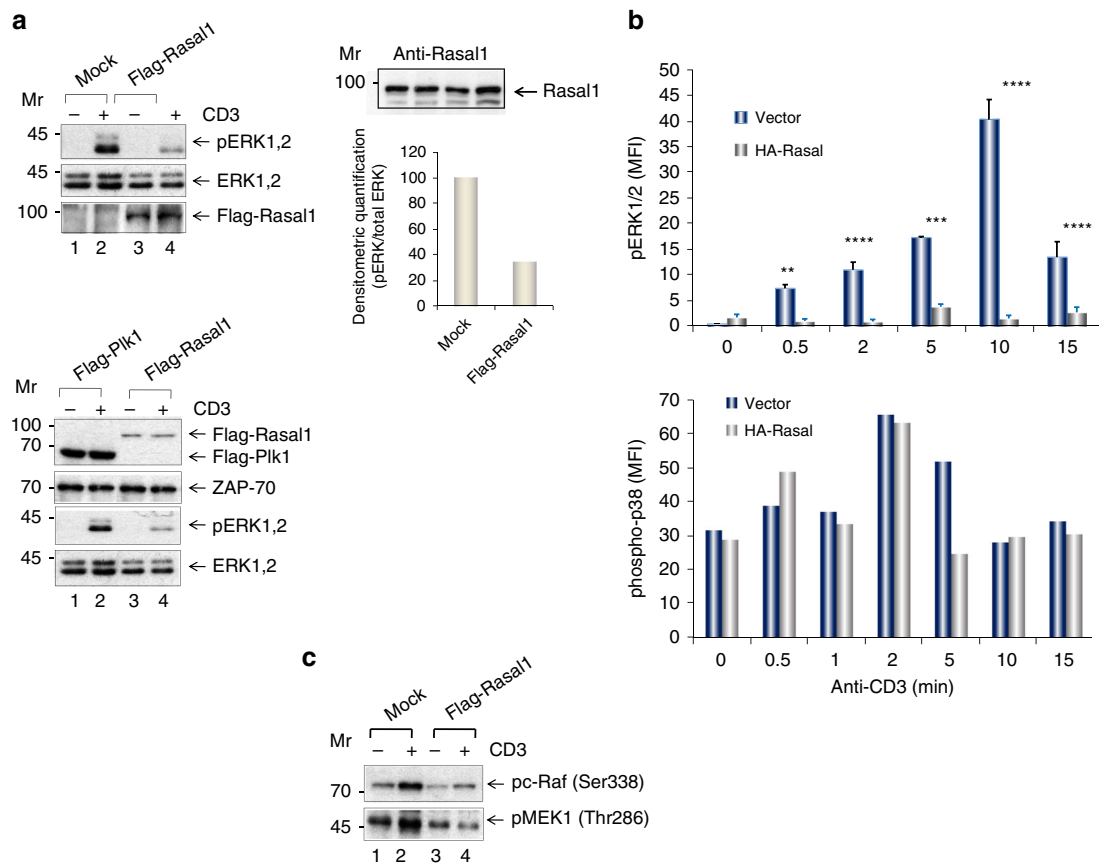 a
Mock
Flag-Rasal1
Mr
– + – + CD3
45
pERK1,2
45
ERK1,2
100
Flag-Rasal1
1 2 3 4
Mr
Anti-Rasal1
100
Rasal1
Densitometric quantification
(pERK/total ERK)
120
100
80
60
40
20
0
Mock
Flag-Rasal1
Flag-Plk1
Flag-Rasal1
Mr
– + – + CD3
100
70
Flag-Rasal1
Flag-Plk1
70
ZAP-70
45
pERK1,2
45
ERK1,2
1 2 3 4
b
pERK1/2 (MFI)
50
45
40
35
30
25
20
15
10
5
0
Vector
HA-Rasal
** **** *** **** ****
0 0.5 2 5 10 15
phospho-p38 (MFI)
70
60
50
40
30
20
10
0
Vector
HA-Rasal
0 0.5 1 2 5 10 15
Anti-CD3 (min)
c
Mock
Flag-Rasal1
Mr
– + – + CD3
70
pc-Raf (Ser338)
45
pMEK1 (Thr286)
1 2 3 4